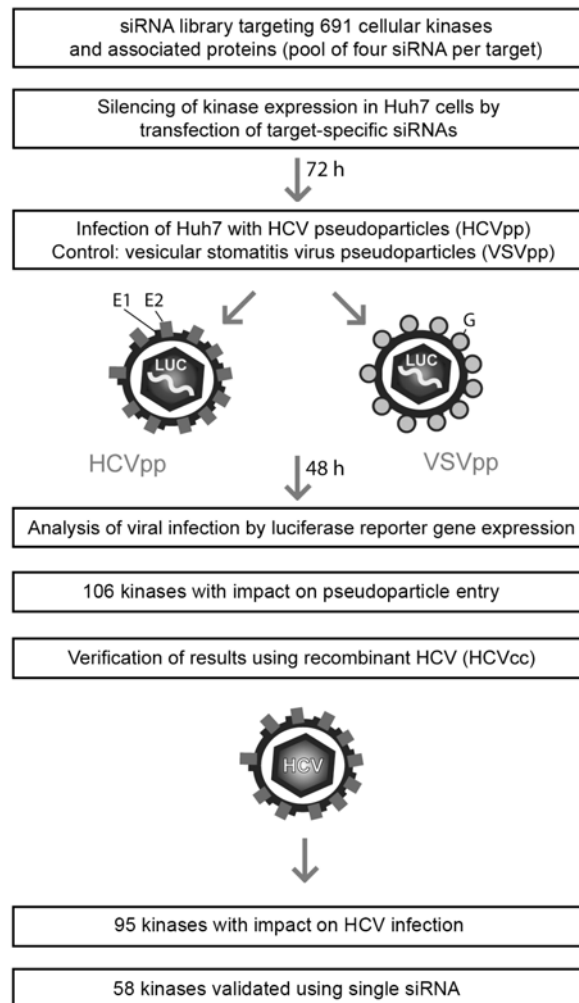 siRNA library targeting 691 cellular kinases
and associated proteins (pool of four siRNA per target)
Silencing of kinase expression in Huh7 cells by
transfection of target-specific siRNAs
72 h
Infection of Huh7 with HCV pseudoparticles (HCVpp)
Control: vesicular stomatitis virus pseudoparticles (VSVpp)
E1 E2
G
LUC
LUC
HCVpp
VSVpp
48 h
Analysis of viral infection by luciferase reporter gene expression
106 kinases with impact on pseudoparticle entry
Verification of results using recombinant HCV (HCVcc)
HCV
95 kinases with impact on HCV infection
58 kinases validated using single siRNA